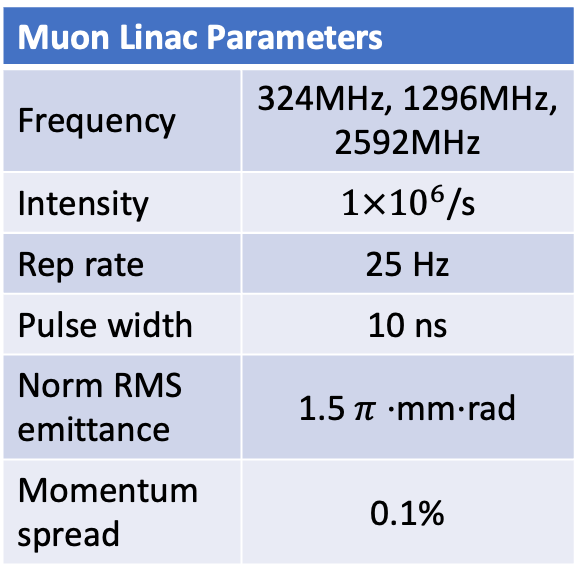 Muon Linac Parameters
Frequency
324MHz, 1296MHz,
2592MHz
Intensity
1×10⁶/s
Rep rate
25 Hz
Pulse width
10 ns
Norm RMS
emittance
1.5 𝜋 ·mm·rad
Momentum
spread
0.1%